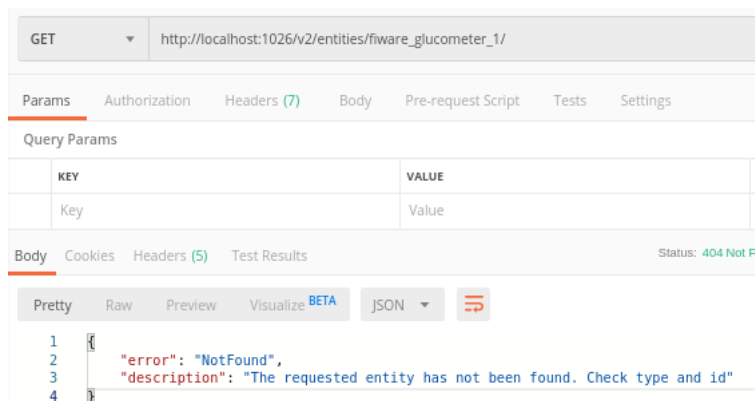 GET http://localhost:1026/v2/entities/fiware_glucometer_1/
Params Authorization Headers (7) Body Pre-request Script Tests Settings
Query Params
KEY VALUE
Key Value
Body Cookies Headers (5) Test Results Status: 404 Not F
Pretty Raw Preview Visualize BETA JSON
1 {
2 "error": "NotFound",
3 "description": "The requested entity has not been found. Check type and id"
4 }